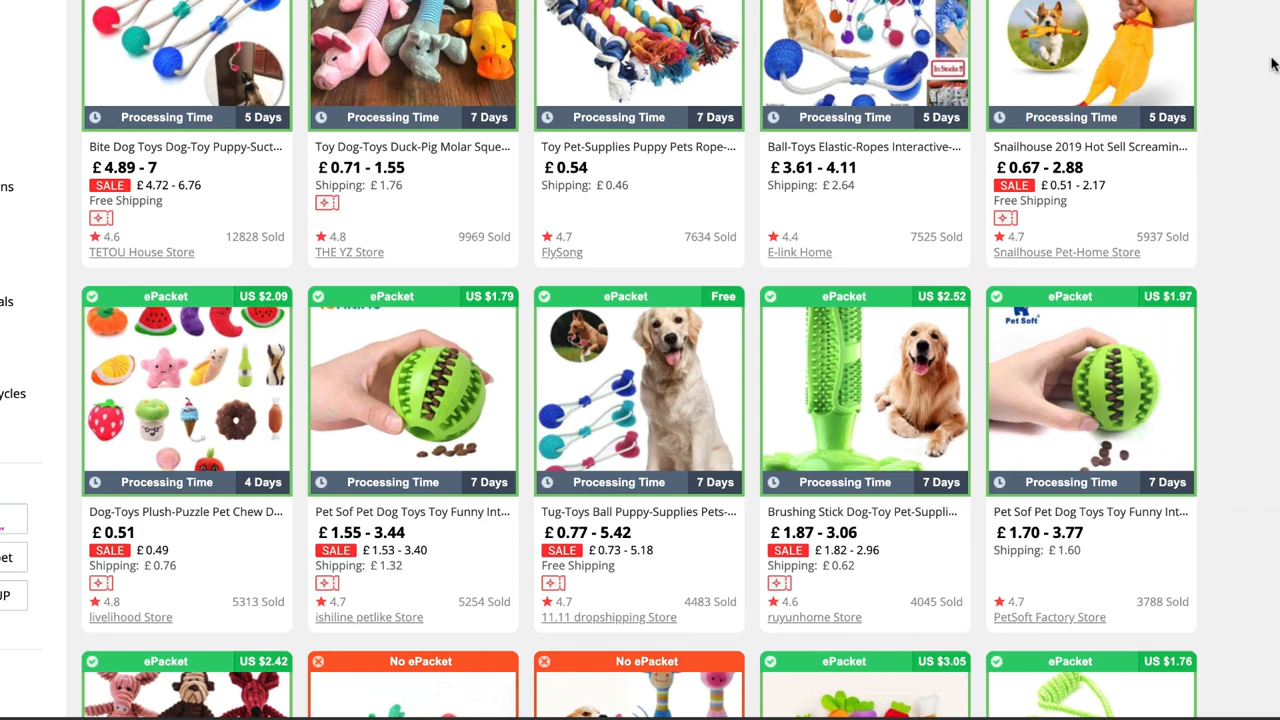 In Stocks !!
Processing Time 5 Days
Processing Time 7 Days
Processing Time 7 Days
Processing Time 5 Days
Processing Time 5 Days
Bite Dog Toys Dog-Toy Puppy-Suct...
£ 4.89 - 7
SALE £ 4.72 - 6.76
Free Shipping
4.6 12828 Sold
TETOU House Store
Toy Dog-Toys Duck-Pig Molar Sque...
£ 0.71 - 1.55
Shipping: £ 1.76
4.8 9969 Sold
THE YZ Store
Toy Pet-Supplies Puppy Pets Rope-...
£ 0.54
Shipping: £ 0.46
4.7 7634 Sold
FlySong
Ball-Toys Elastic-Ropes Interactive-...
£ 3.61 - 4.11
Shipping: £ 2.64
4.4 7525 Sold
E-link Home
Snailhouse 2019 Hot Sell Screamin...
£ 0.67 - 2.88
SALE £ 0.51 - 2.17
Free Shipping
4.7 5937 Sold
Snailhouse Pet-Home Store
ns
als
ycles
et
UP
ePacket US $2.09
Processing Time 4 Days
Dog-Toys Plush-Puzzle Pet Chew D...
£ 0.51
SALE £ 0.49
Shipping: £ 0.76
4.8 5313 Sold
livelihood Store
ePacket US $1.79
Processing Time 7 Days
Pet Sof Pet Dog Toys Toy Funny Int...
£ 1.55 - 3.44
SALE £ 1.53 - 3.40
Shipping: £ 1.32
4.7 5254 Sold
ishiline petlike Store
ePacket Free
Processing Time 7 Days
Tug-Toys Ball Puppy-Supplies Pets-...
£ 0.77 - 5.42
SALE £ 0.73 - 5.18
Free Shipping
4.7 4483 Sold
11.11 dropshipping Store
ePacket US $2.52
Processing Time 7 Days
Brushing Stick Dog-Toy Pet-Suppli...
£ 1.87 - 3.06
SALE £ 1.82 - 2.96
Shipping: £ 0.62
4.6 4045 Sold
ruyunhome Store
ePacket US $1.97
Pet Soft
Processing Time 7 Days
Pet Sof Pet Dog Toys Toy Funny Int...
£ 1.70 - 3.77
Shipping: £ 1.60
4.7 3788 Sold
PetSoft Factory Store
ePacket US $2.42
No ePacket
No ePacket
ePacket US $3.05
ePacket US $1.76